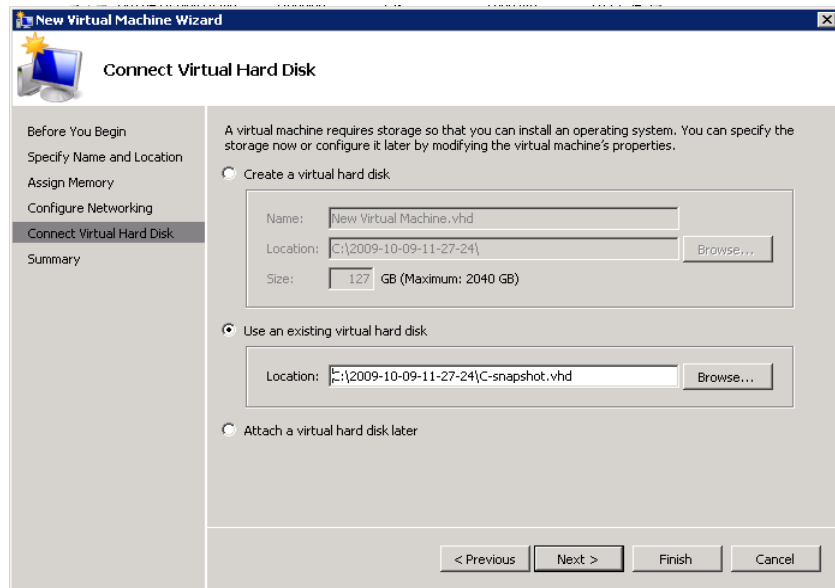 New Virtual Machine Wizard
Connect Virtual Hard Disk
Before You Begin
Specify Name and Location
Assign Memory
Configure Networking
Connect Virtual Hard Disk
Summary
A virtual machine requires storage so that you can install an operating system. You can specify the
storage now or configure it later by modifying the virtual machine's properties.
Create a virtual hard disk
Name: New Virtual Machine.vhd
Location: C:\2009-10-09-11-27-24\ Browse...
Size: 127 GB (Maximum: 2040 GB)
Use an existing virtual hard disk
Location: C:\2009-10-09-11-27-24\C-snapshot.vhd Browse...
Attach a virtual hard disk later
< Previous Next > Finish Cancel